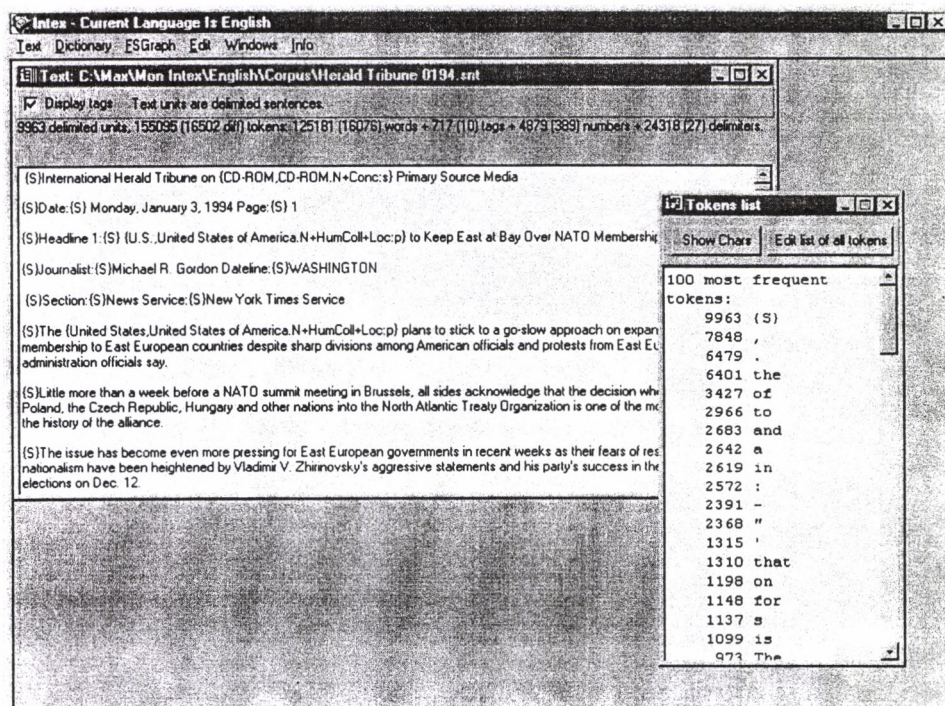 Intex - Current Language Is English
Text Dictionary FSGraph Edit Windows Info
Text: C:\Max\Mon Intex\English\Corpus\Herald Tribune 0194.snt
Display tags Text units are delimited sentences.
9963 delimited units, 155095 (16502 diff) tokens: 125181 (16076) words + 717 (10) tags + 4879 (389) numbers + 24318 (27) delimiters.
{S}International Herald Tribune on {CD-ROM,CD-ROM.N+Conc:s} Primary Source Media
{S}Date:{S} Monday, January 3, 1994 Page:{S} 1
{S}Headline 1:{S} {U.S.,United States of America.N+HumColl+Loc:p} to Keep East at Bay Over NATO Membership
{S}Journalist:{S}Michael R. Gordon Dateline:{S}WASHINGTON
{S}Section:{S}News Service:{S}New York Times Service
{S}The {United States,United States of America.N+HumColl+Loc:p} plans to stick to a go-slow approach on expan
membership to East European countries despite sharp divisions among American officials and protests from East Eu
administration officials say.
{S}Little more than a week before a NATO summit meeting in Brussels, all sides acknowledge that the decision whe
Poland, the Czech Republic, Hungary and other nations into the North Atlantic Treaty Organization is one of the mo
the history of the alliance.
{S}The issue has become even more pressing for East European governments in recent weeks as their fears of res
nationalism have been heightened by Vladimir V. Zhirinovsky's aggressive statements and his party's success in the
elections on Dec. 12.
Tokens list
Show Chars Edit list of all tokens
100 most frequent
tokens:
9963 {S}
7848 ,
6479 .
6401 the
3427 of
2966 to
2683 and
2642 a
2619 in
2572 :
2391 -
2368 "
1315 '
1310 that
1198 on
1148 for
1137 s
1099 is
973 The